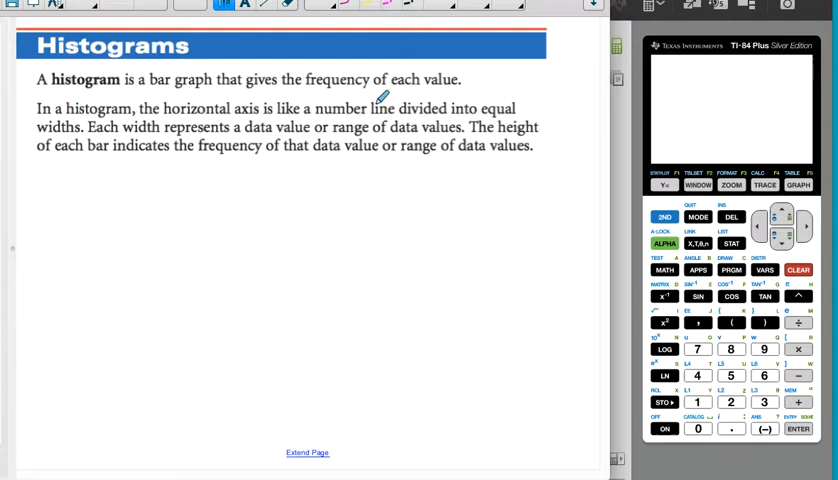 Histograms
A histogram is a bar graph that gives the frequency of each value.
In a histogram, the horizontal axis is like a number line divided into equal
widths. Each width represents a data value or range of data values. The height
of each bar indicates the frequency of that data value or range of data values.
Extend Page
TEXAS INSTRUMENTS TI-84 Plus Silver Edition
STAT PLOT F1 TBLSET F2 FORMAT F3 CALC F4 TABLE F5
Y= WINDOW ZOOM TRACE GRAPH
QUIT INS
2ND MODE DEL
A-LOCK LINK LIST
ALPHA X,T,θ,n STAT
TEST A ANGLE B DRAW C DISTR
MATH APPS PRGM VARS CLEAR
MATRIX D SIN⁻¹ E COS⁻¹ F TAN⁻¹ G π H
x⁻¹ SIN COS TAN ^
√ I EE J { K } L e M
x² , ( ) ÷
10ˣ N u O v P w Q [ R
LOG 7 8 9 ×
eˣ S L4 T L5 U L6 V ] W
LN 4 5 6 −
RCL X L1 Y L2 Z L3 θ MEM "
STO▸ 1 2 3 +
OFF CATALOG i : ANS ? ENTRY SOLVE
ON 0 . (−) ENTER